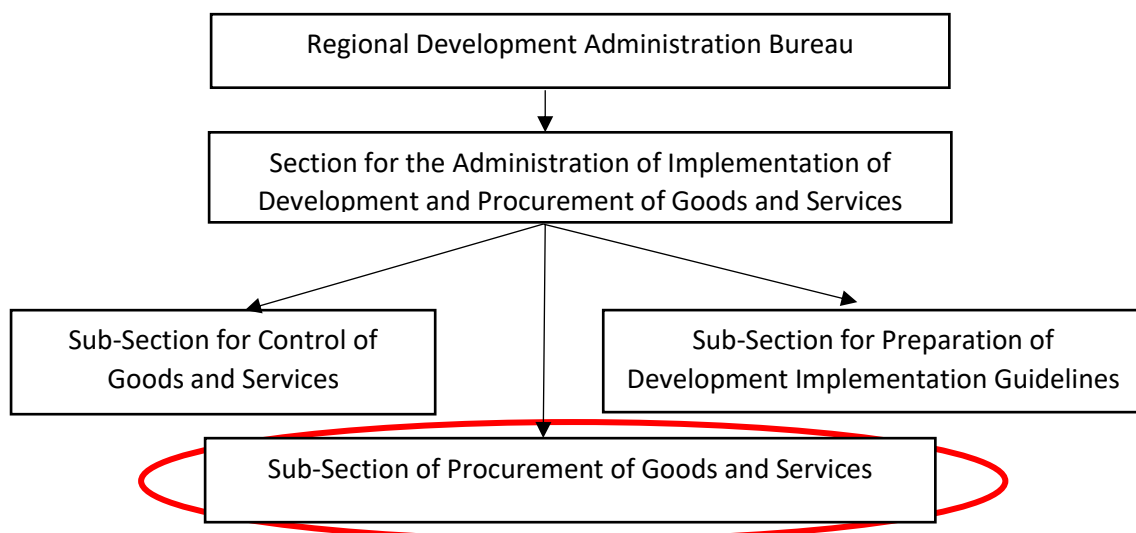 Regional Development Administration Bureau
Section for the Administration of Implementation of
Development and Procurement of Goods and Services
Sub-Section for Control of
Goods and Services
Sub-Section for Preparation of
Development Implementation Guidelines
Sub-Section of Procurement of Goods and Services